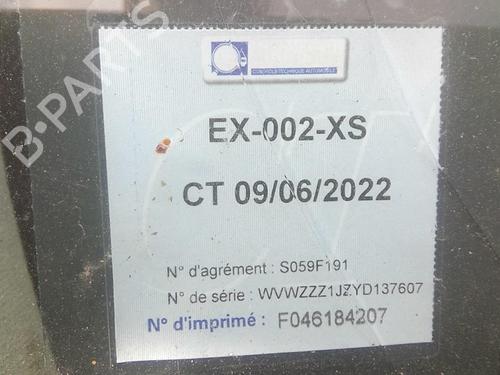 B-PARTS
CONTROLE TECHNIQUE AUTOMOBILE
EX-002-XS
CT 09/06/2022
N° d'agrément : S059F191
N° de série : WVWZZZ1JZYD137607
N° d'imprimé : F046184207